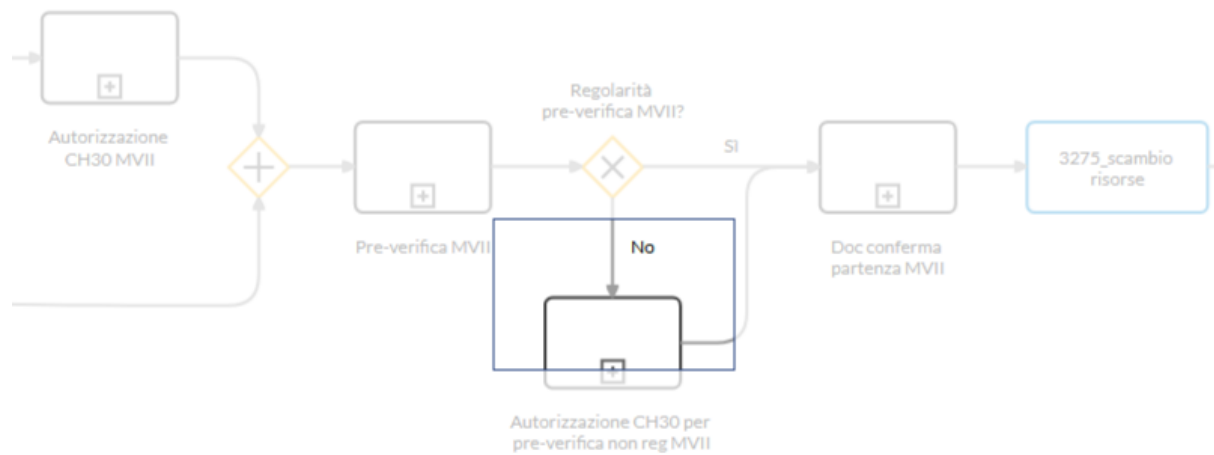 Autorizzazione
CH30 MVII
Pre-verifica MVII
Regolarità
pre-verifica MVII?
Sì
No
Autorizzazione CH30 per
pre-verifica non reg MVII
Doc conferma
partenza MVII
3275_scambio
risorse